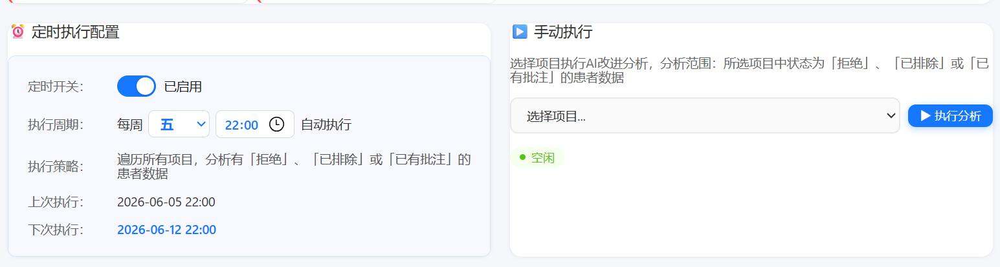 定时执行配置
定时开关： 已启用
执行周期： 每周 五 22:00 自动执行
执行策略： 遍历所有项目，分析有「拒绝」、「已排除」或「已有批注」的
患者数据
上次执行： 2026-06-05 22:00
下次执行： 2026-06-12 22:00
手动执行
选择项目执行AI改进分析，分析范围：所选项目中状态为「拒绝」、「已排除」或「已
有批注」的患者数据
选择项目... ▶ 执行分析
空闲